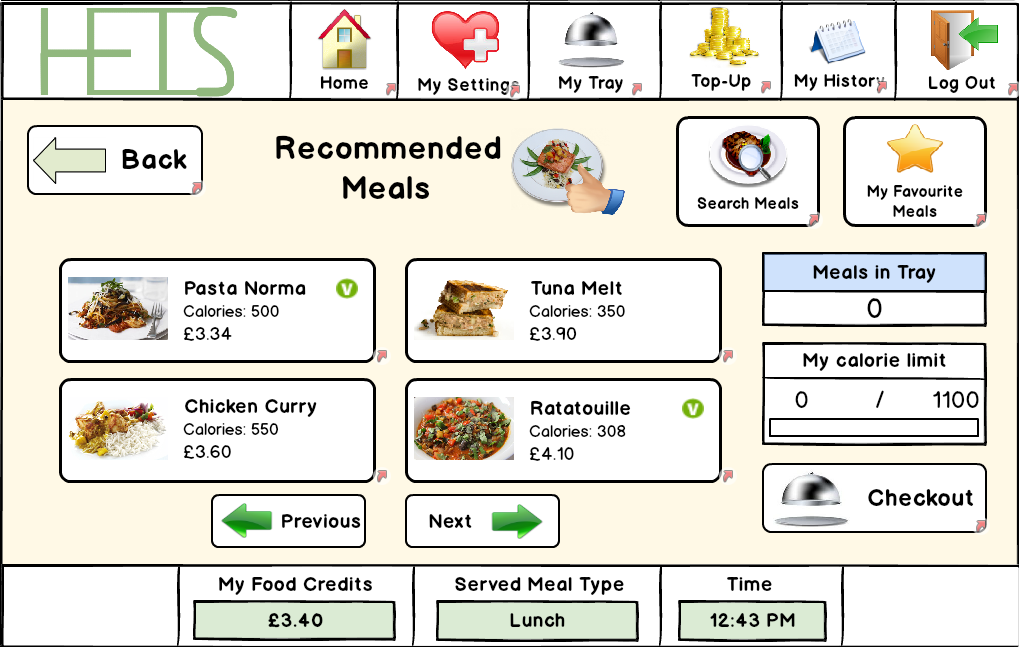 HEIS
Home
My Settings
My Tray
Top-Up
My History
Log Out
Back
Recommended
Meals
Search Meals
My Favourite
Meals
Pasta Norma
V
Calories: 500
£3.34
Tuna Melt
Calories: 350
£3.90
Meals in Tray
0
My calorie limit
0 / 1100
Chicken Curry
Calories: 550
£3.60
Ratatouille
V
Calories: 308
£4.10
Checkout
Previous
Next
My Food Credits
£3.40
Served Meal Type
Lunch
Time
12:43 PM